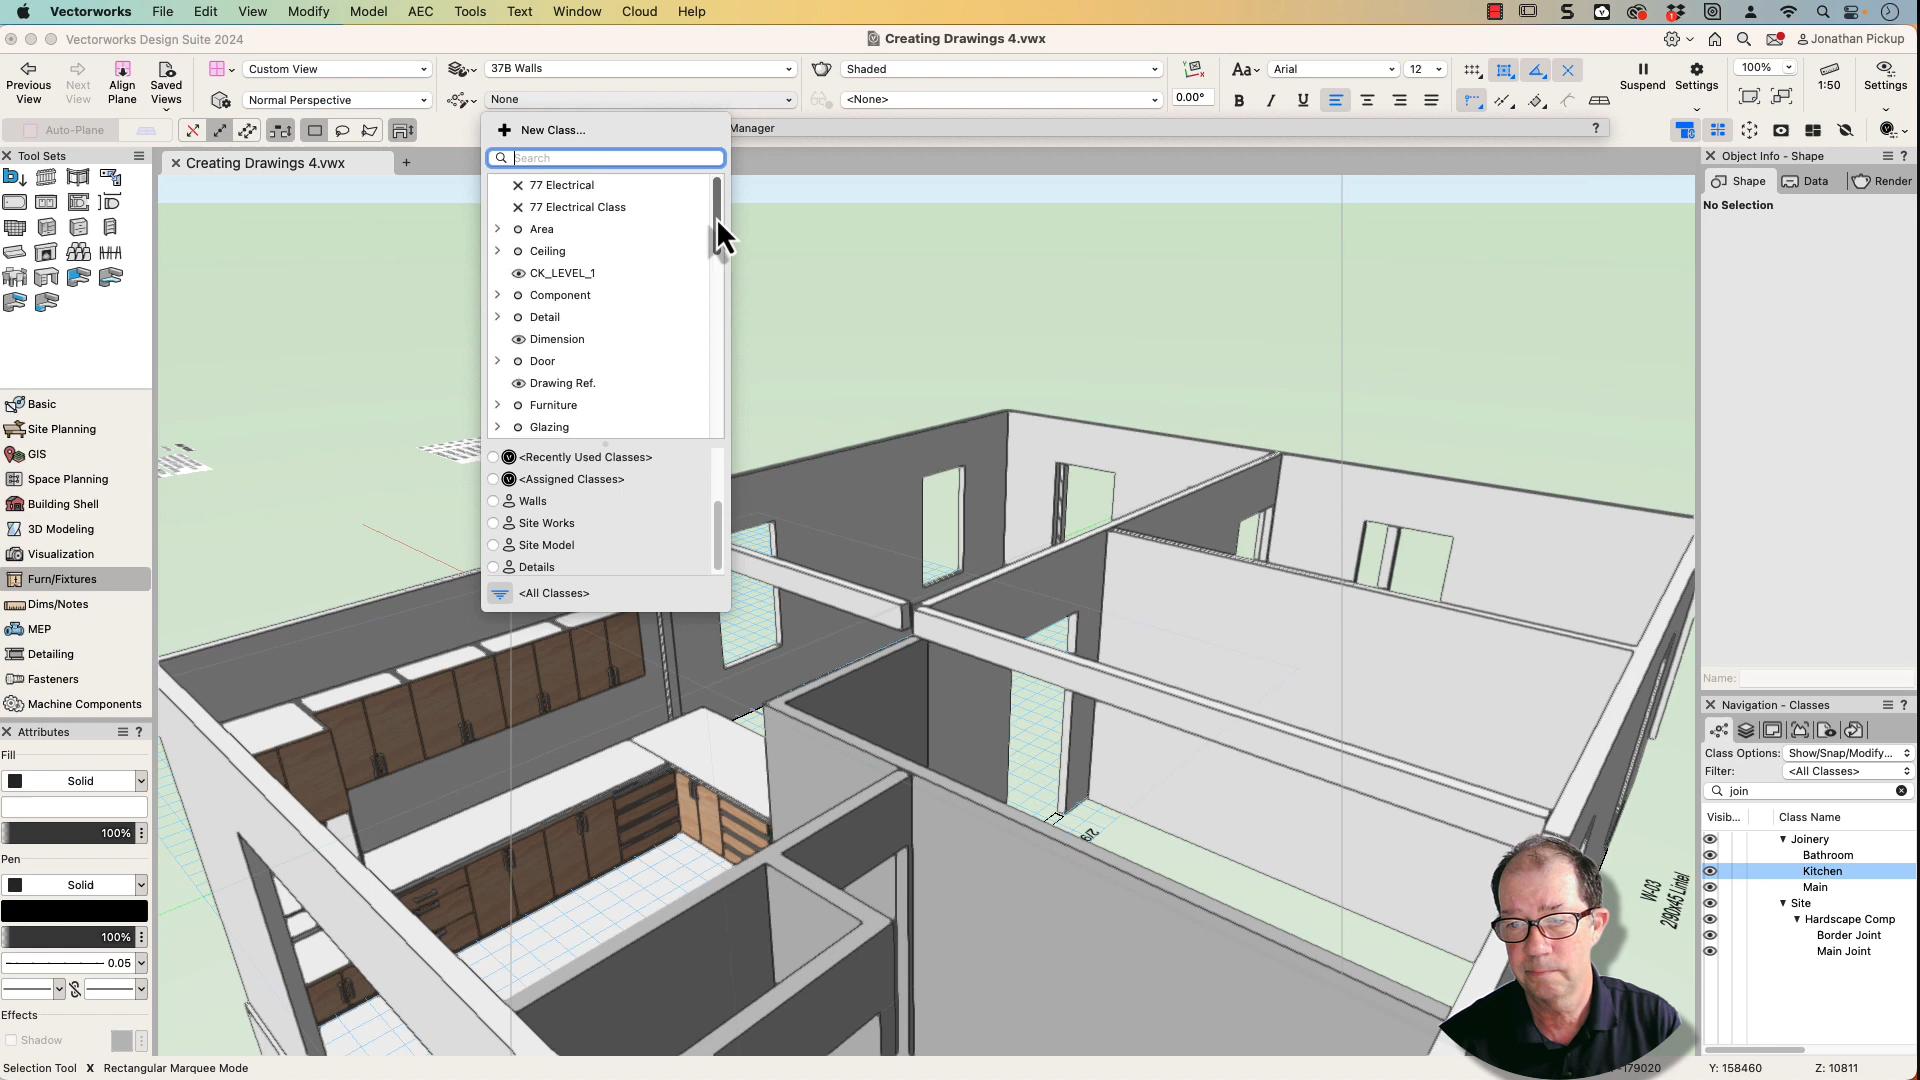 Vectorworks File Edit View Modify Model AEC Tools Text Window Cloud Help
Vectorworks Design Suite 2024
Creating Drawings 4.vwx
Jonathan Pickup
Previous View
Next View
Align Plane
Saved Views
Custom View
Normal Perspective
37B Walls
None
Shaded
<None>
0.00°
Aa
Arial
12
B I U
Suspend
Settings
100%
1:50
Settings
Auto-Plane
Manager
?
Tool Sets
Creating Drawings 4.vwx
+
New Class...
Search
77 Electrical
77 Electrical Class
Area
Ceiling
CK_LEVEL_1
Component
Detail
Dimension
Door
Drawing Ref.
Furniture
Glazing
<Recently Used Classes>
<Assigned Classes>
Walls
Site Works
Site Model
Details
<All Classes>
Basic
Site Planning
GIS
Space Planning
Building Shell
3D Modeling
Visualization
Furn/Fixtures
Dims/Notes
MEP
Detailing
Fasteners
Machine Components
Attributes
?
Fill
Solid
100%
Pen
Solid
100%
0.05
Effects
Shadow
Selection Tool X Rectangular Marquee Mode
Object Info - Shape
?
Shape Data Render
No Selection
Name:
Navigation - Classes
?
Class Options: Show/Snap/Modify...
Filter: <All Classes>
join
Visib... Class Name
Joinery
Bathroom
Kitchen
Main
Site
Hardscape Comp
Border Joint
Main Joint
W-03
2/90x45 Lintel
179020 Y: 158460 Z: 10811